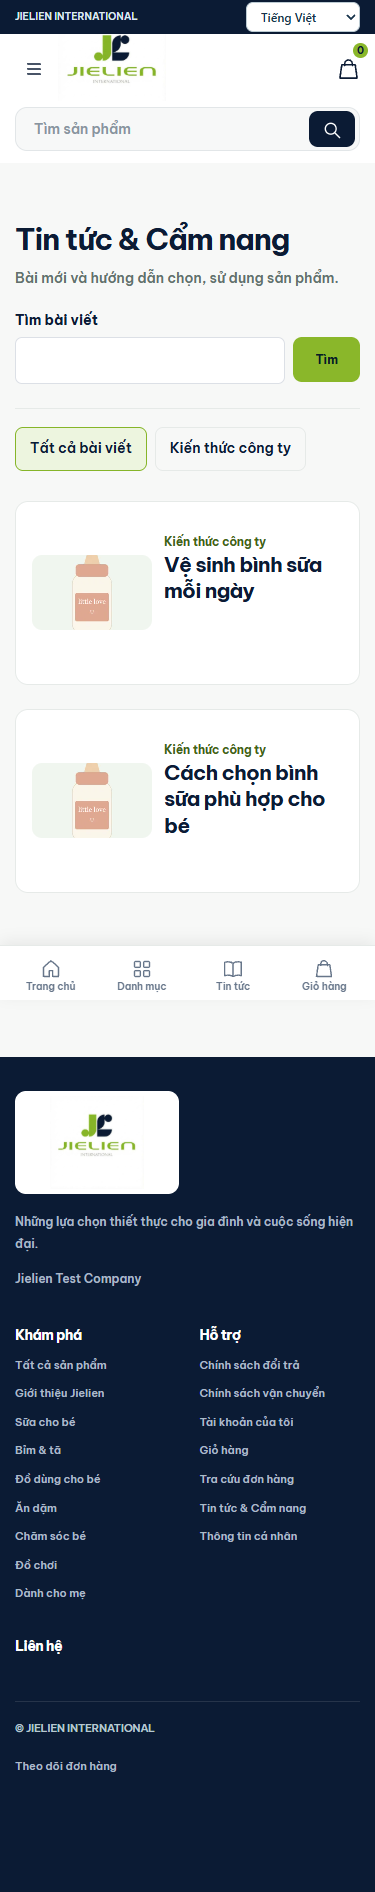 JIELIEN INTERNATIONAL
Tiếng Việt
JIELIEN
INTERNATIONAL
0
Tìm sản phẩm
Tin tức & Cẩm nang
Bài mới và hướng dẫn chọn, sử dụng sản phẩm.
Tìm bài viết
Tìm
Tất cả bài viết
Kiến thức công ty
Kiến thức công ty
Vệ sinh bình sữa
mỗi ngày
little love
Kiến thức công ty
Cách chọn bình
sữa phù hợp cho
bé
little love
Trang chủ
Danh mục
Tin tức
Giỏ hàng
JIELIEN
INTERNATIONAL
Những lựa chọn thiết thực cho gia đình và cuộc sống hiện
đại.
Jielien Test Company
Khám phá
Tất cả sản phẩm
Giới thiệu Jielien
Sữa cho bé
Bỉm & tã
Đồ dùng cho bé
Ăn dặm
Chăm sóc bé
Đồ chơi
Dành cho mẹ
Hỗ trợ
Chính sách đổi trả
Chính sách vận chuyển
Tài khoản của tôi
Giỏ hàng
Tra cứu đơn hàng
Tin tức & Cẩm nang
Thông tin cá nhân
Liên hệ
© JIELIEN INTERNATIONAL
Theo dõi đơn hàng